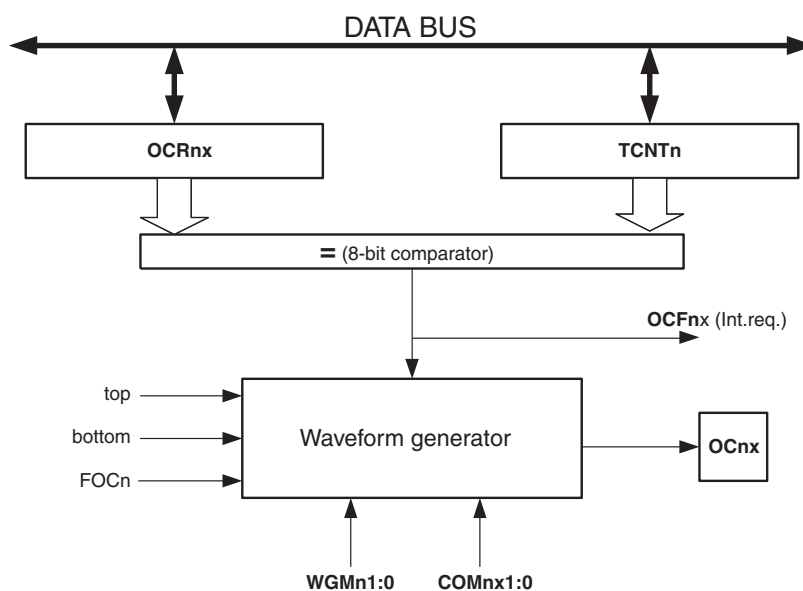 DATA BUS
OCRnx
TCNTn
= (8-bit comparator)
OCFnx (Int.req.)
top
bottom
FOCn
Waveform generator
OCnx
WGMn1:0
COMnx1:0